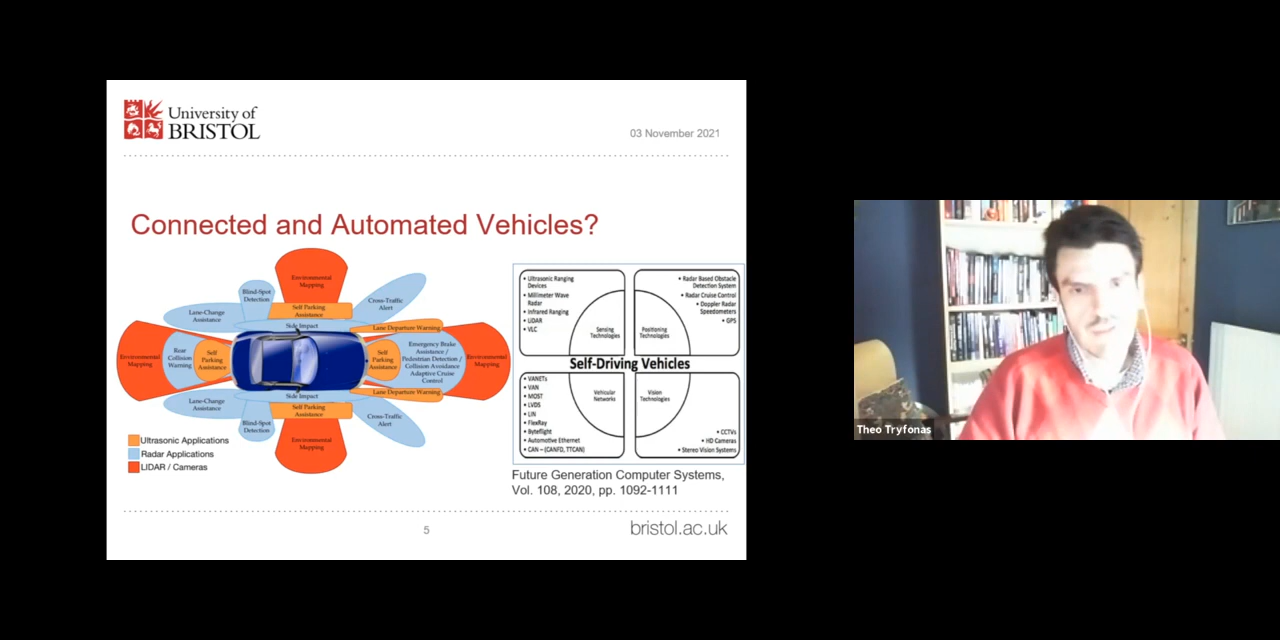 University of
BRISTOL
03 November 2021
Connected and Automated Vehicles?
Environmental
Mapping
Blind-Spot
Detection
Cross-Traffic
Alert
Self Parking
Assistance
Lane-Change
Assistance
Side Impact
Lane Departure Warning
Environmental
Mapping
Rear
Collision
Warning
Self
Parking
Assistance
Self
Parking
Assistance
Emergency Brake
Assistance /
Pedestrian Detection /
Collision Avoidance
Adaptive Cruise
Control
Environmental
Mapping
Side Impact
Lane Departure Warning
Lane-Change
Assistance
Self Parking
Assistance
Cross-Traffic
Alert
Blind-Spot
Detection
Environmental
Mapping
Ultrasonic Applications
Radar Applications
LIDAR / Cameras
• Ultrasonic Ranging
Devices
• Millimeter Wave
Radar
• Infrared Ranging
• LiDAR
• VLC
Sensing
Technologies
• Radar Based Obstacle
Detection System
• Radar Cruise Control
• Doppler Radar
Speedometers
• GPS
Positioning
Technologies
Self-Driving Vehicles
• VANETs
• VAN
• MOST
• LVDS
• LIN
• FlexRay
• Byteflight
• Automotive Ethernet
• CAN – (CANFD, TTCAN)
Vehicular
Networks
Vision
Technologies
• CCTVs
• HD Cameras
• Stereo Vision Systems
Future Generation Computer Systems,
Vol. 108, 2020, pp. 1092-1111
5
bristol.ac.uk
Theo Tryfonas